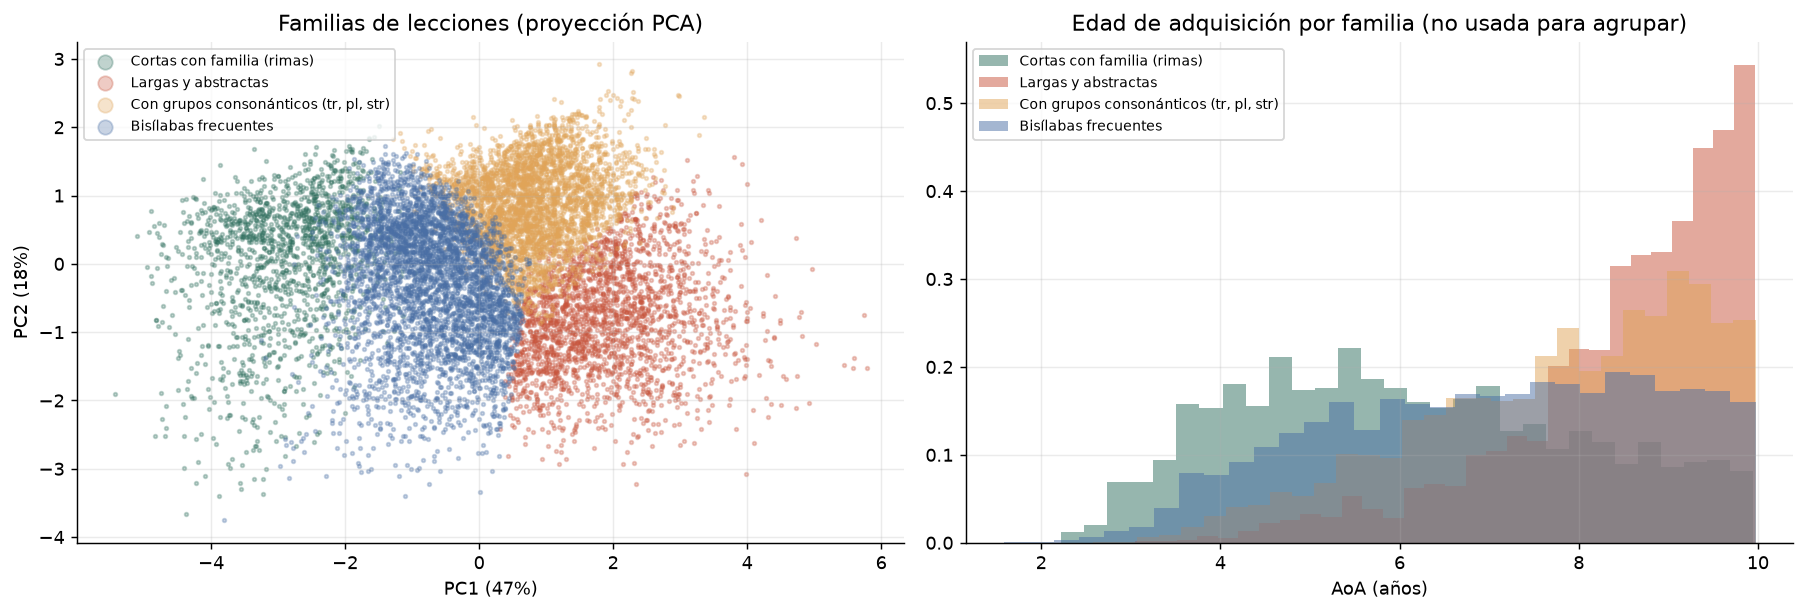 Familias de lecciones (proyección PCA)
Cortas con familia (rimas)
Largas y abstractas
Con grupos consonánticos (tr, pl, str)
Bisílabas frecuentes
3
2
1
0
−1
−2
−3
−4
PC2 (18%)
−4 −2 0 2 4 6
PC1 (47%)
Edad de adquisición por familia (no usada para agrupar)
Cortas con familia (rimas)
Largas y abstractas
Con grupos consonánticos (tr, pl, str)
Bisílabas frecuentes
0.5
0.4
0.3
0.2
0.1
0.0
2 4 6 8 10
AoA (años)